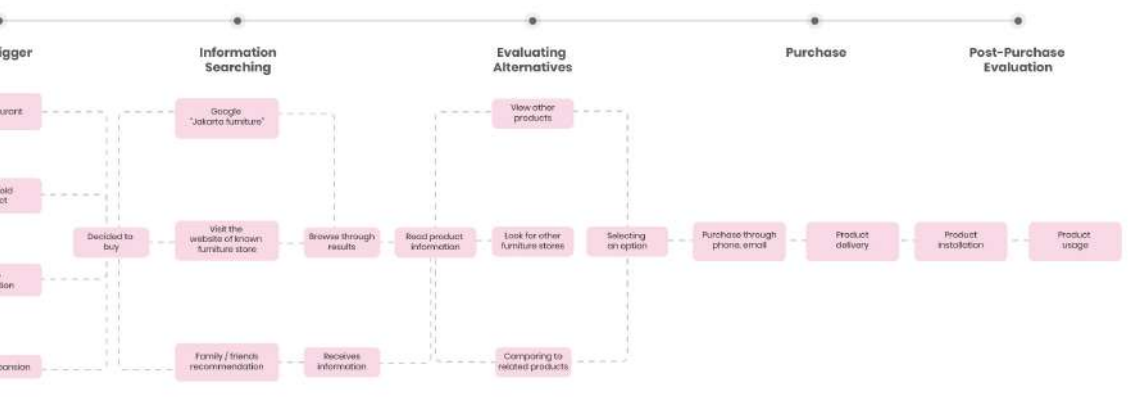 igger
Information
Searching
Evaluating
Alternatives
Purchase
Post-Purchase
Evaluation
urant
Google
"Jakarta furniture"
View other
products
old
ct
Decided to
buy
Visit the
website of known
furniture store
Browse through
results
Read product
information
Look for other
furniture stores
Selecting
an option
Purchase through
phone, email
Product
delivery
Product
installation
Product
usage
tion
Family / friends
recommendation
Receives
information
Comparing to
related products
pansion